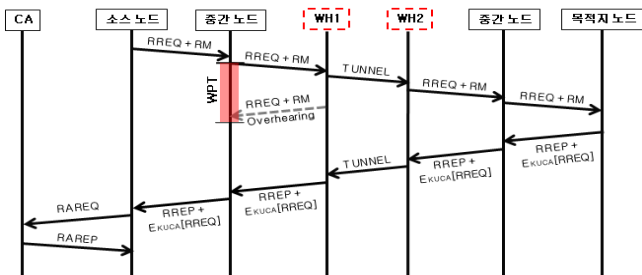 CA
소스 노드
중간 노드
WH1
WH2
중간 노드
목적지 노드
RREQ + RM
RREQ + RM
TUNNEL
RREQ + RM
RREQ + RM
WPT
RREQ + RM
Overhearing
RREP +
EKUCA[RREQ]
RREP +
EKUCA[RREQ]
TUNNEL
RREP +
EKUCA[RREQ]
RREP +
EKUCA[RREQ]
RAREQ
RAREP